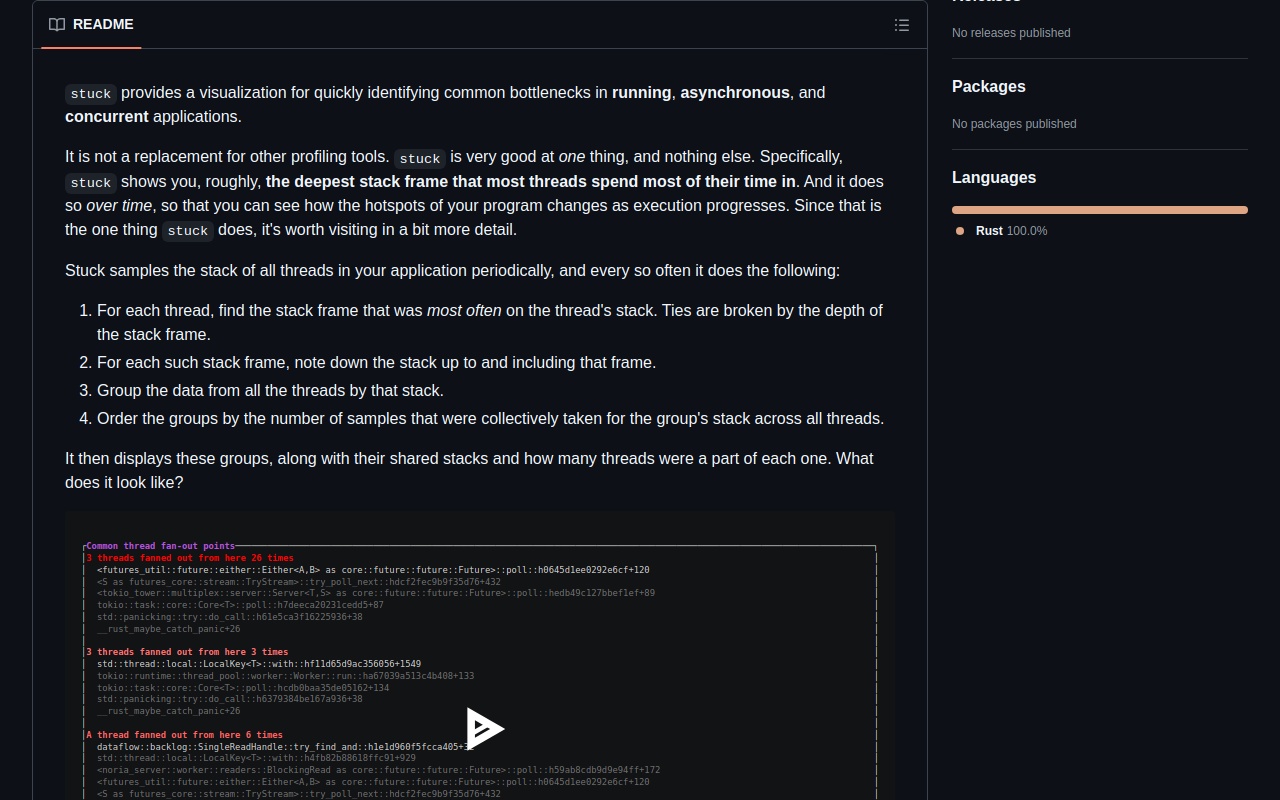 Releases
README
No releases published
Packages
No packages published
Languages
Rust 100.0%
stuck provides a visualization for quickly identifying common bottlenecks in running, asynchronous, and
concurrent applications.
It is not a replacement for other profiling tools. stuck is very good at one thing, and nothing else. Specifically,
stuck shows you, roughly, the deepest stack frame that most threads spend most of their time in. And it does
so over time, so that you can see how the hotspots of your program changes as execution progresses. Since that is
the one thing stuck does, it's worth visiting in a bit more detail.
Stuck samples the stack of all threads in your application periodically, and every so often it does the following:
1. For each thread, find the stack frame that was most often on the thread's stack. Ties are broken by the depth of
the stack frame.
2. For each such stack frame, note down the stack up to and including that frame.
3. Group the data from all the threads by that stack.
4. Order the groups by the number of samples that were collectively taken for the group's stack across all threads.
It then displays these groups, along with their shared stacks and how many threads were a part of each one. What
does it look like?
Common thread fan-out points
3 threads fanned out from here 26 times
<futures_util::future::either::Either<A,B> as core::future::future::Future>::poll::h0645d1ee0292e6cf+120
<S as futures_core::stream::TryStream>::try_poll_next::hdcf2fec9b9f35d76+432
<tokio_tower::multiplex::server::Server<T,S> as core::future::future::Future>::poll::hedb49c127bbef1ef+89
tokio::task::core::Core<T>::poll::h7deeca20231cedd5+87
std::panicking::try::do_call::h61e5ca3f16225936+38
__rust_maybe_catch_panic+26
3 threads fanned out from here 3 times
std::thread::local::LocalKey<T>::with::hf11d65d9ac356056+1549
tokio::runtime::thread_pool::worker::Worker::run::ha67039a513c4b408+133
tokio::task::core::Core<T>::poll::hcdb0baa35de05162+134
std::panicking::try::do_call::h6379384be167a936+38
__rust_maybe_catch_panic+26
A thread fanned out from here 6 times
dataflow::backlog::SingleReadHandle::try_find_and::h1e1d960f5fcca405+3
std::thread::local::LocalKey<T>::with::h4fb82b88618ffc91+929
<noria_server::worker::readers::BlockingRead as core::future::future::Future>::poll::h59ab8cdb9d9e94ff+172
<futures_util::future::either::Either<A,B> as core::future::future::Future>::poll::h0645d1ee0292e6cf+120
<S as futures_core::stream::TryStream>::try_poll_next::hdcf2fec9b9f35d76+432